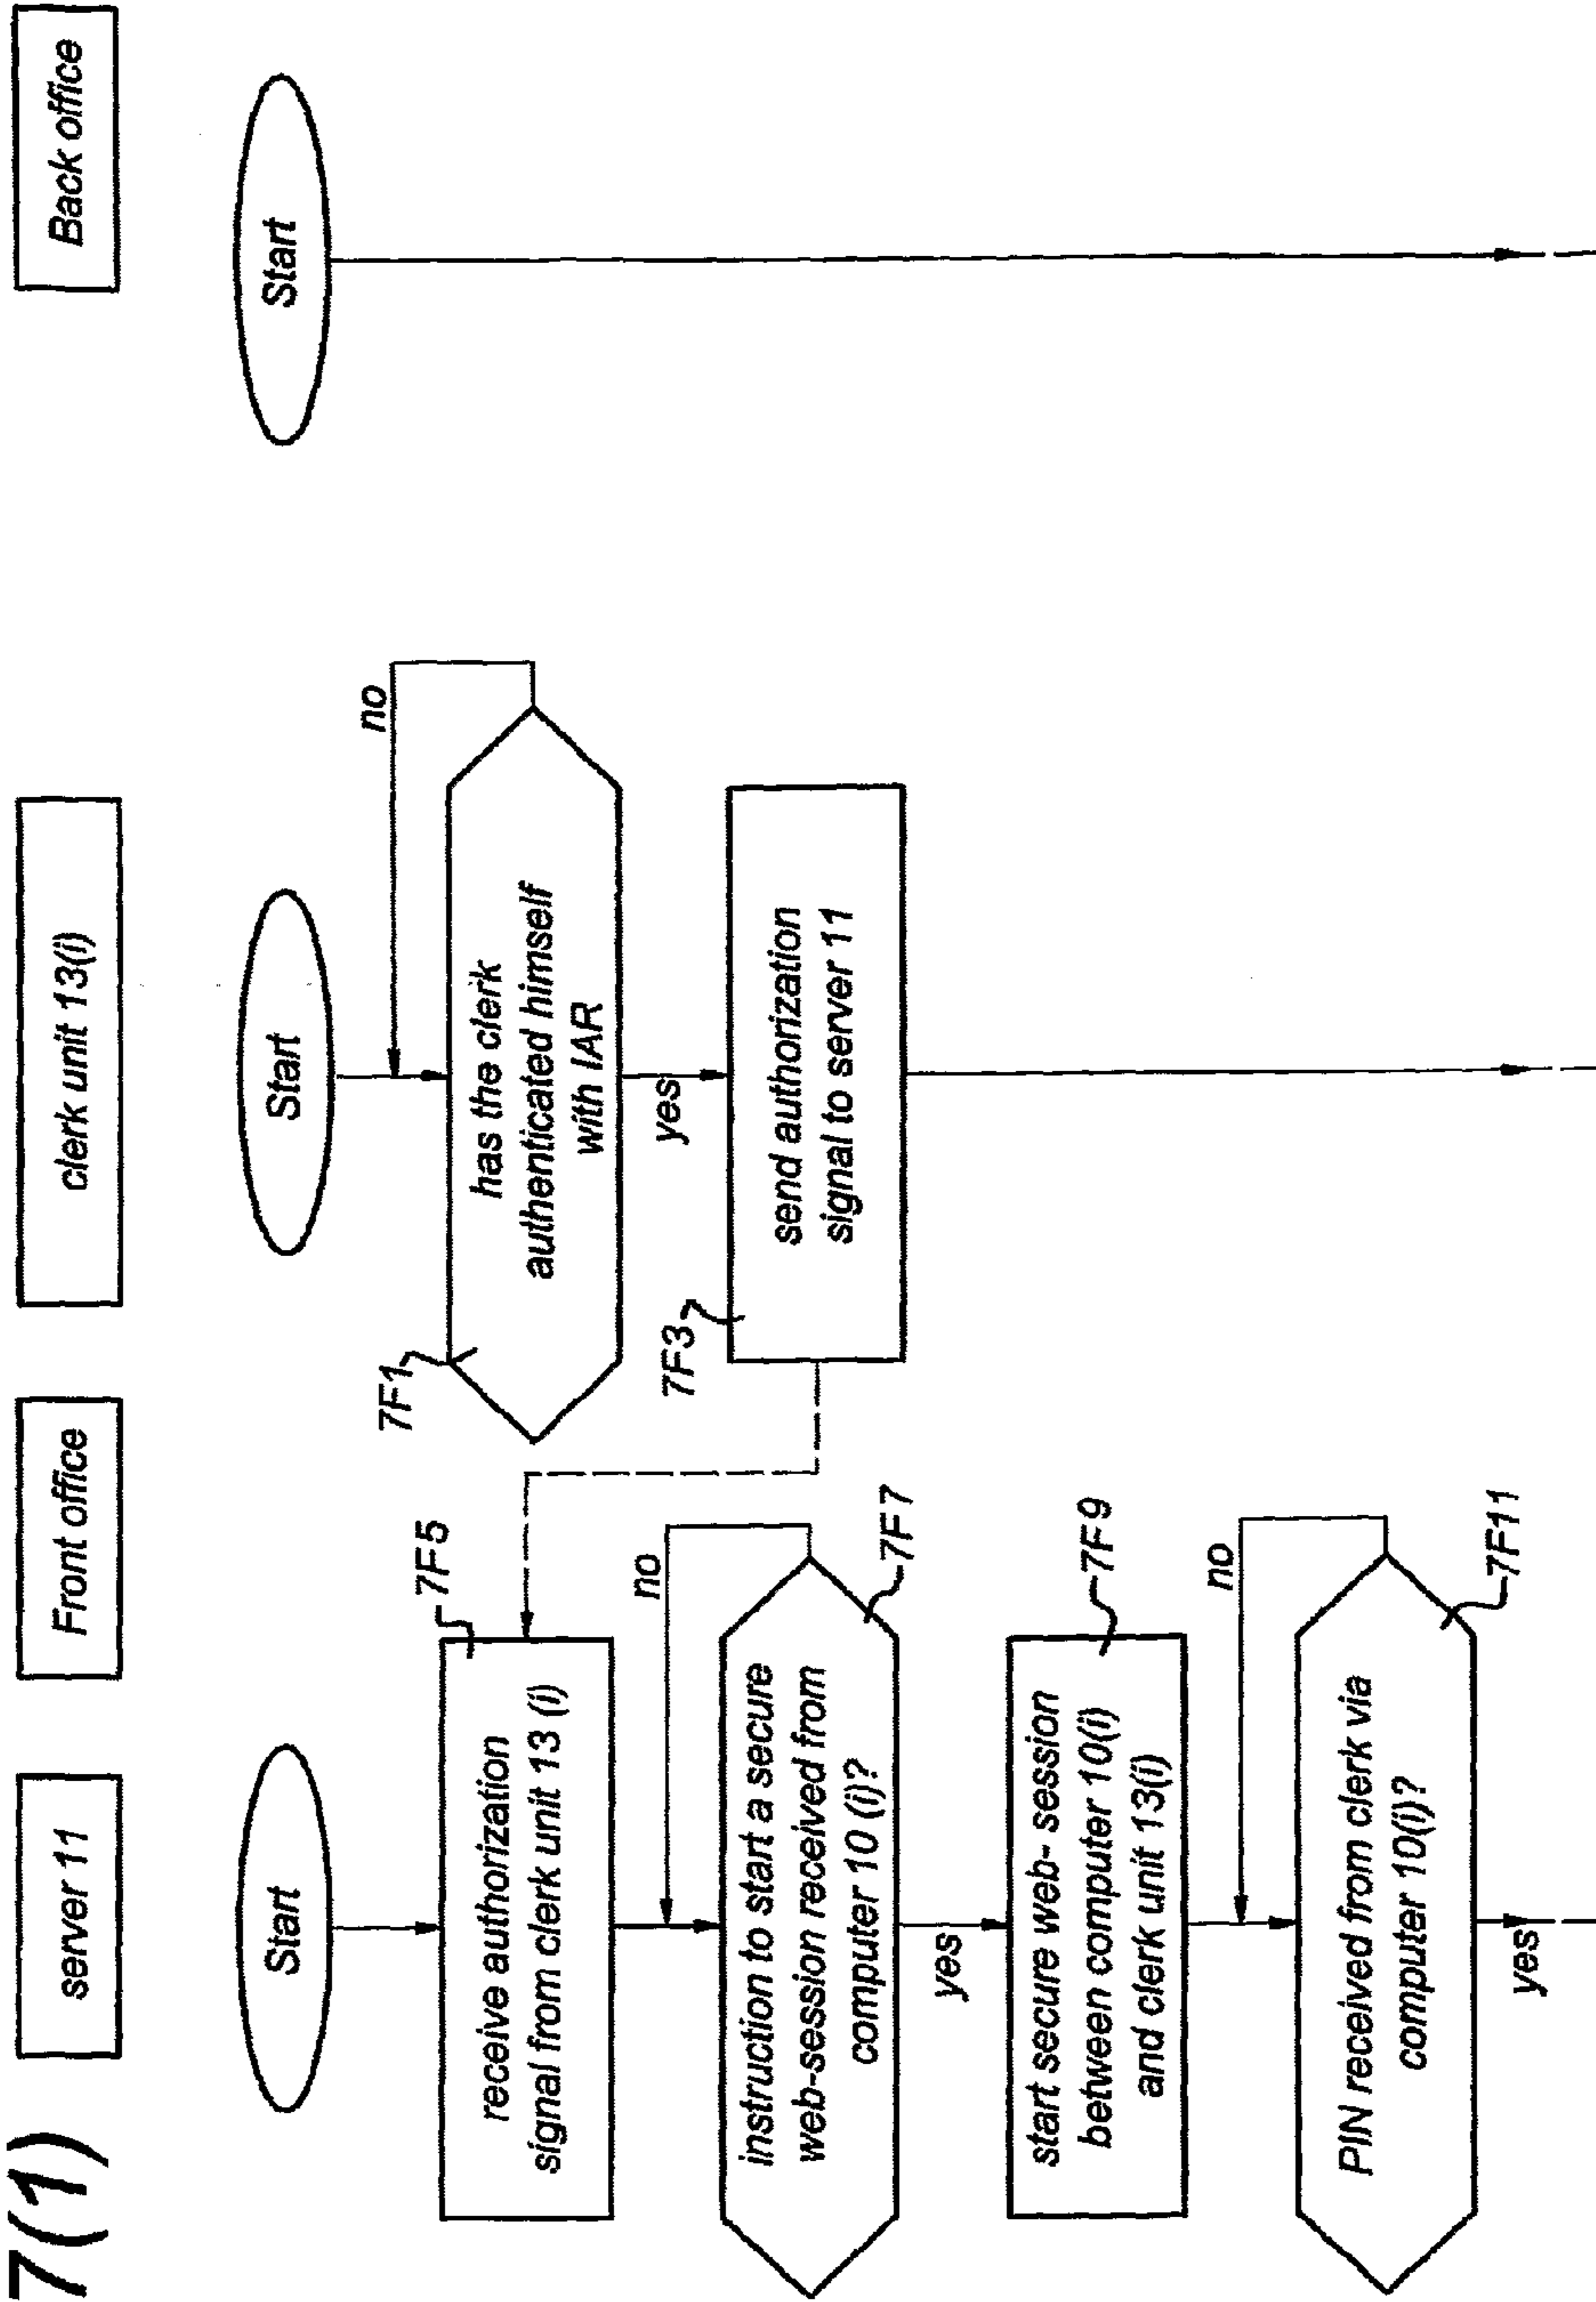 7(1)
server 11
Front office
clerk unit 13(i)
Back office
Start
Start
Start
7F5
receive authorization
signal from clerk unit 13 (i)
no
instruction to start a secure
web-session received from
computer 10 (i)?
7F7
yes
start secure web- session
between computer 10(i)
and clerk unit 13(i)
7F9
no
PIN received from clerk via
computer 10(i)?
7F11
yes
7F1
no
has the clerk
authenticated himself
with IAR
yes
7F3
send authorization
signal to server 11